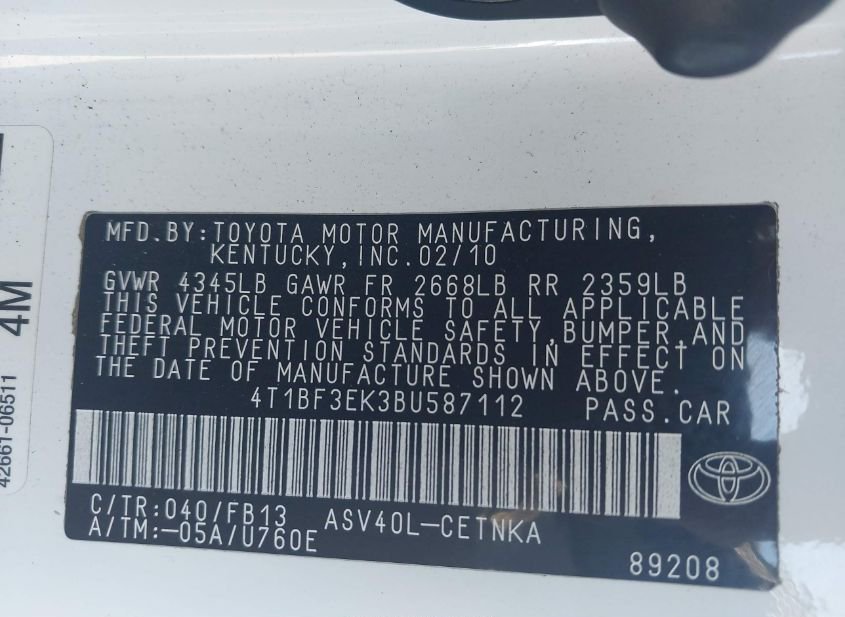 MFD.BY:TOYOTA MOTOR MANUFACTURING,
KENTUCKY,INC.02/10
GVWR 4345LB GAWR FR 2668LB RR 2359LB
THIS VEHICLE CONFORMS TO ALL APPLICABLE
FEDERAL MOTOR VEHICLE SAFETY,BUMPER,AND
THEFT PREVENTION STANDARDS IN EFFECT ON
THE DATE OF MANUFACTURE SHOWN ABOVE.
4T1BF3EK3BU587112 PASS.CAR
C/TR:040/FB13 ASV40L-CETNKA
A/TM:-05A/U760E
89208
4M
42661-06511